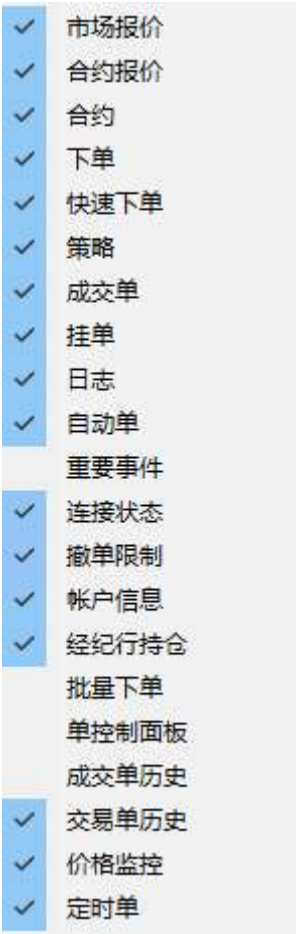 市场报价
合约报价
合约
下单
快速下单
策略
成交单
挂单
日志
自动单
重要事件
连接状态
撤单限制
帐户信息
经纪行持仓
批量下单
单控制面板
成交单历史
交易单历史
价格监控
定时单